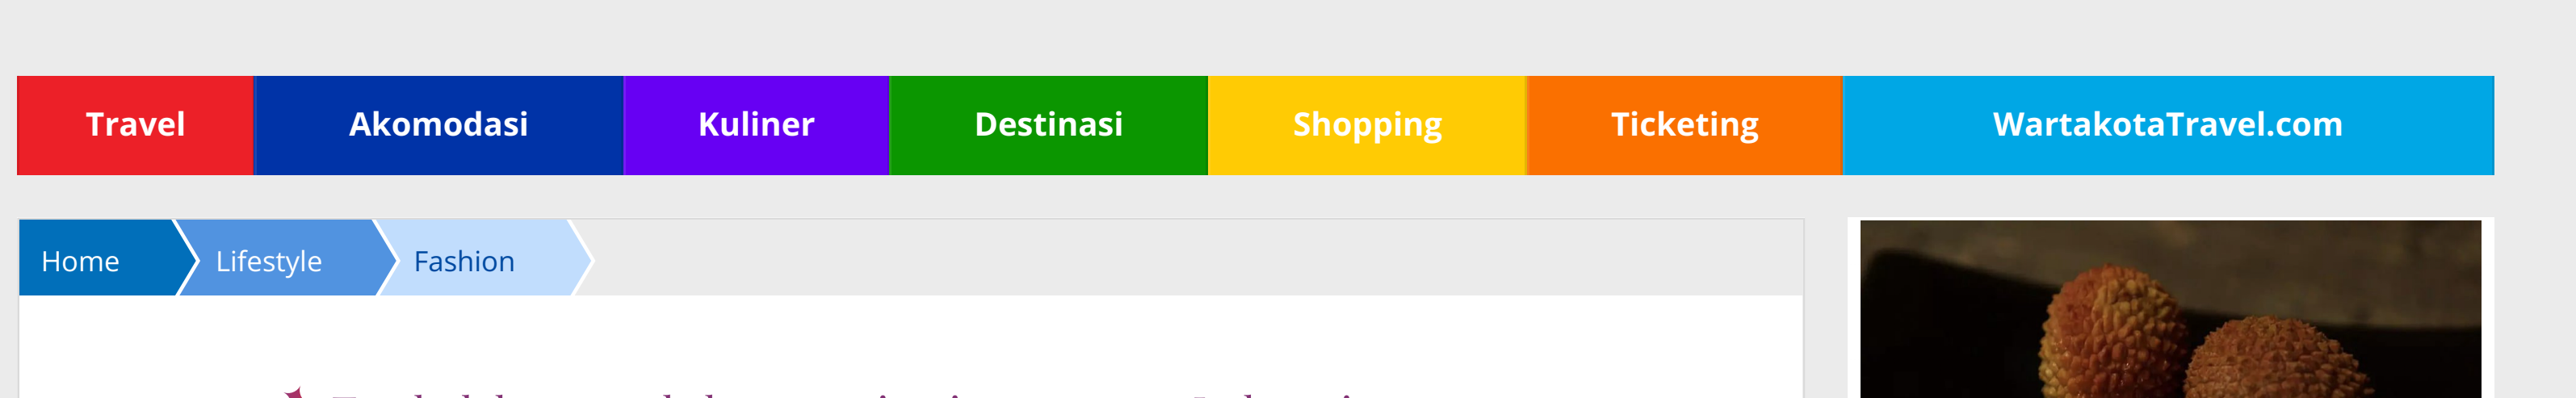 Travel Akomodasi Kuliner Destinasi Shopping Ticketing WartakotaTravel.com
Home Lifestyle Fashion